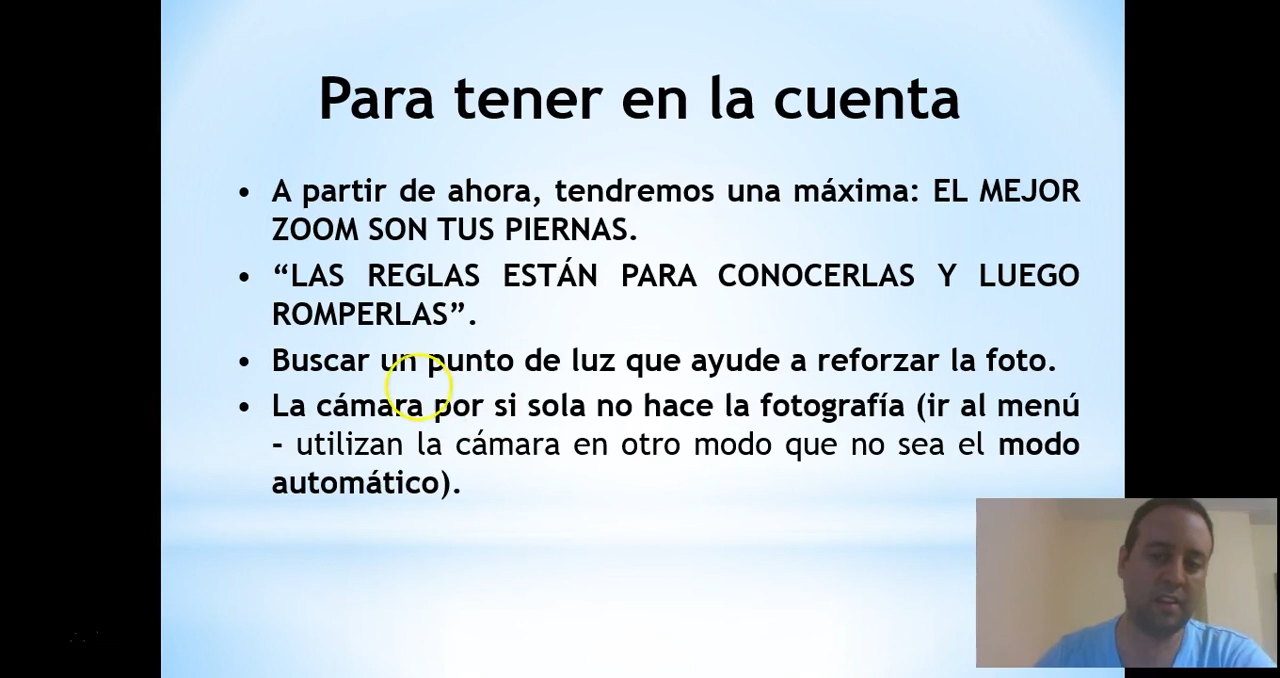 Para tener en la cuenta
• A partir de ahora, tendremos una máxima: EL MEJOR
ZOOM SON TUS PIERNAS.
• “LAS REGLAS ESTÁN PARA CONOCERLAS Y LUEGO
ROMPERLAS”.
• Buscar un punto de luz que ayude a reforzar la foto.
• La cámara por si sola no hace la fotografía (ir al menú
– utilizan la cámara en otro modo que no sea el modo
automático).